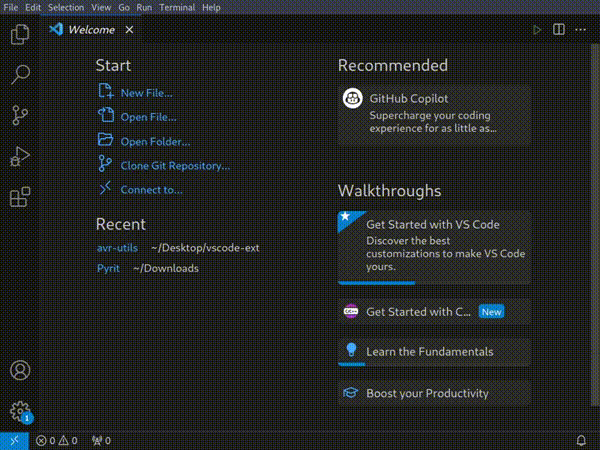 File Edit Selection View Go Run Terminal Help
Welcome
Start
New File...
Open File...
Open Folder...
Clone Git Repository...
Connect to...
Recent
avr-utils ~/Desktop/vscode-ext
Pyrit ~/Downloads
Recommended
GitHub Copilot
Supercharge your coding
experience for as little as...
Walkthroughs
Get Started with VS Code
Discover the best
customizations to make VS Code
yours.
Get Started with C... New
Learn the Fundamentals
Boost your Productivity
1
0 0 0